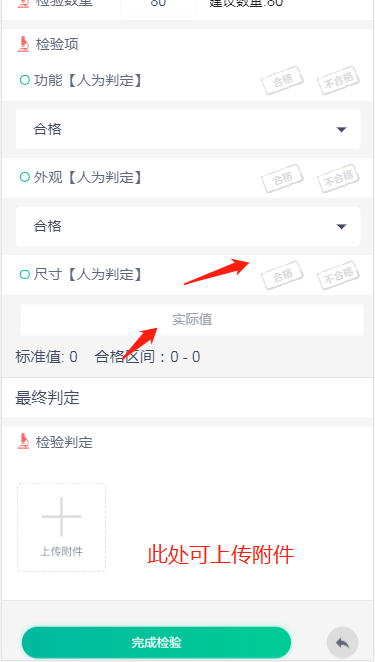 检验数量 80 建议数量:80
检验项
功能【人为判定】 合格 不合格
合格
外观【人为判定】 合格 不合格
合格
尺寸【人为判定】 合格 不合格
实际值
标准值: 0 合格区间：0 - 0
最终判定
检验判定
上传附件
此处可上传附件
完成检验